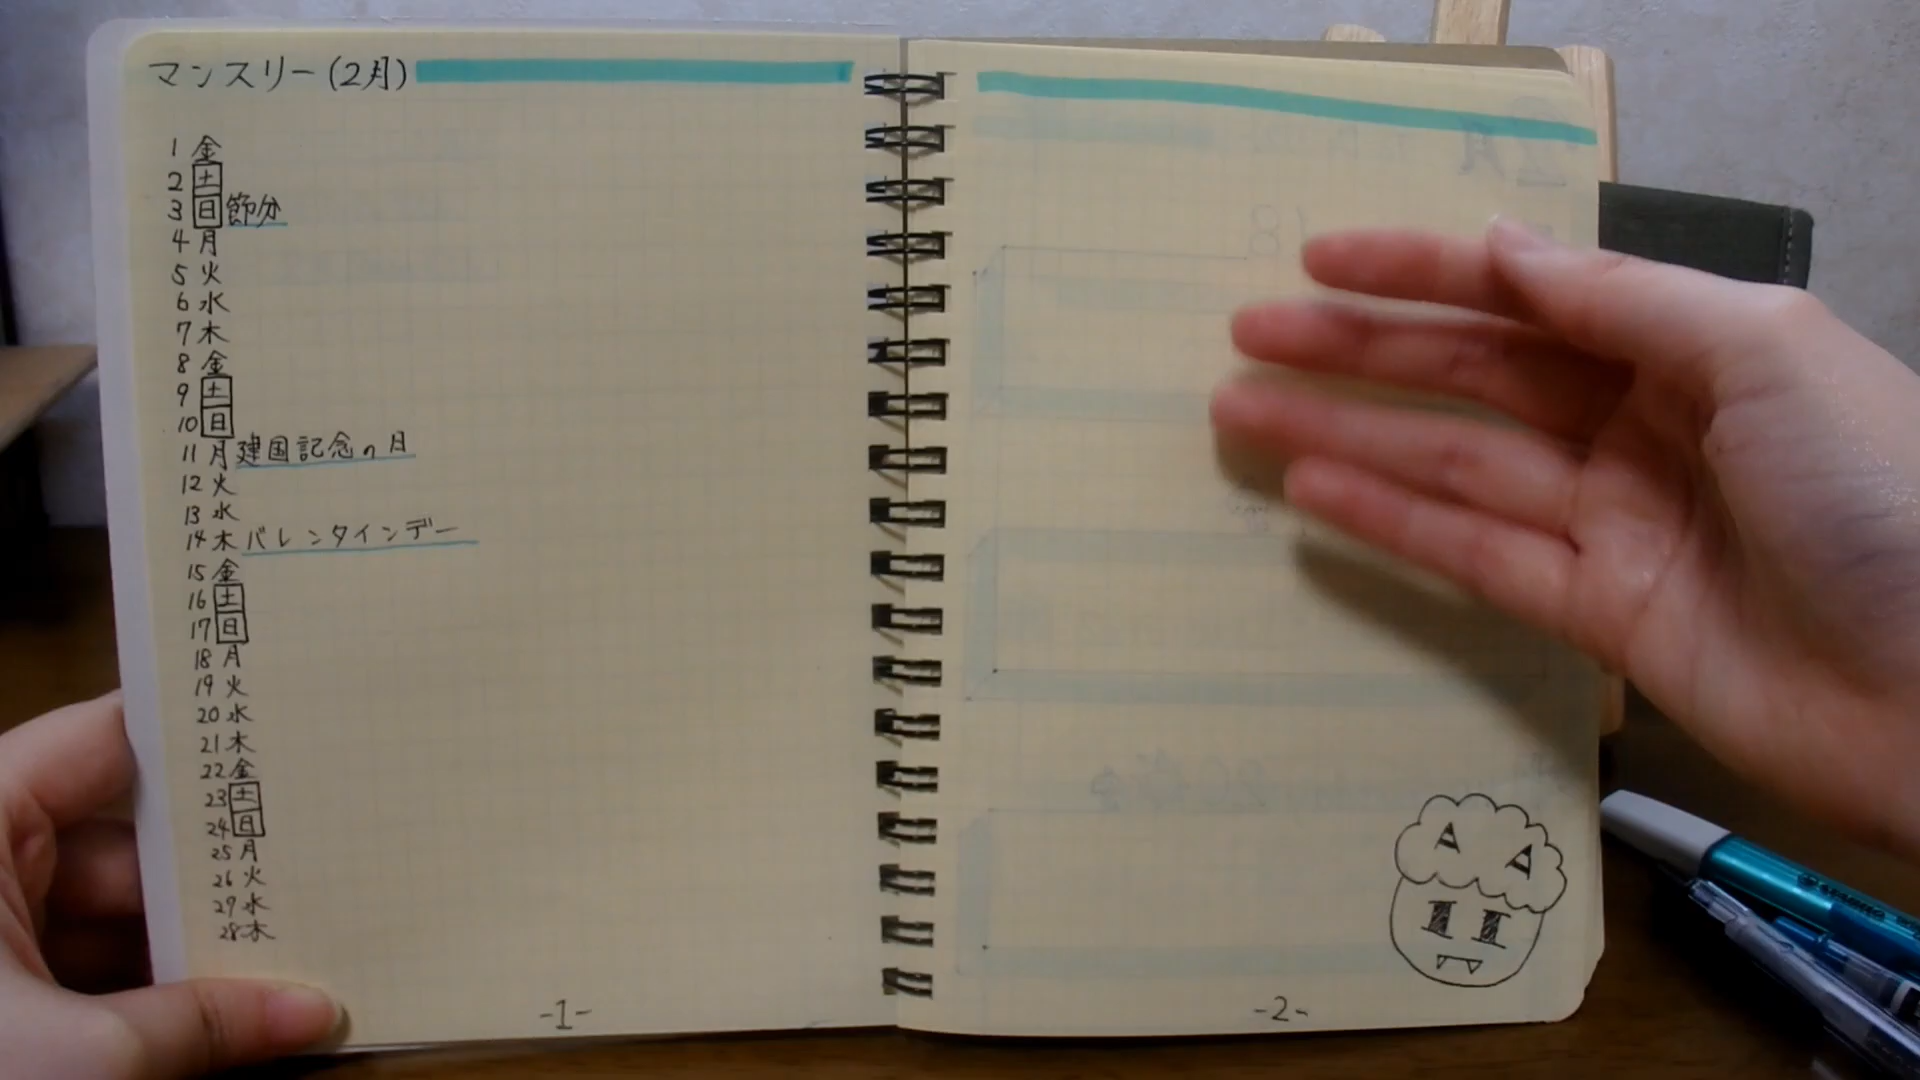 マンスリー(2月)
1 金
2 土
3 日 節分
4 月
5 火
6 水
7 木
8 金
9 土
10 日
11 月 建国記念の日
12 火
13 水
14 木 バレンタインデー
15 金
16 土
17 日
18 月
19 火
20 水
21 木
22 金
23 土
24 日
25 月
26 火
27 水
28 木
-1-
-2-